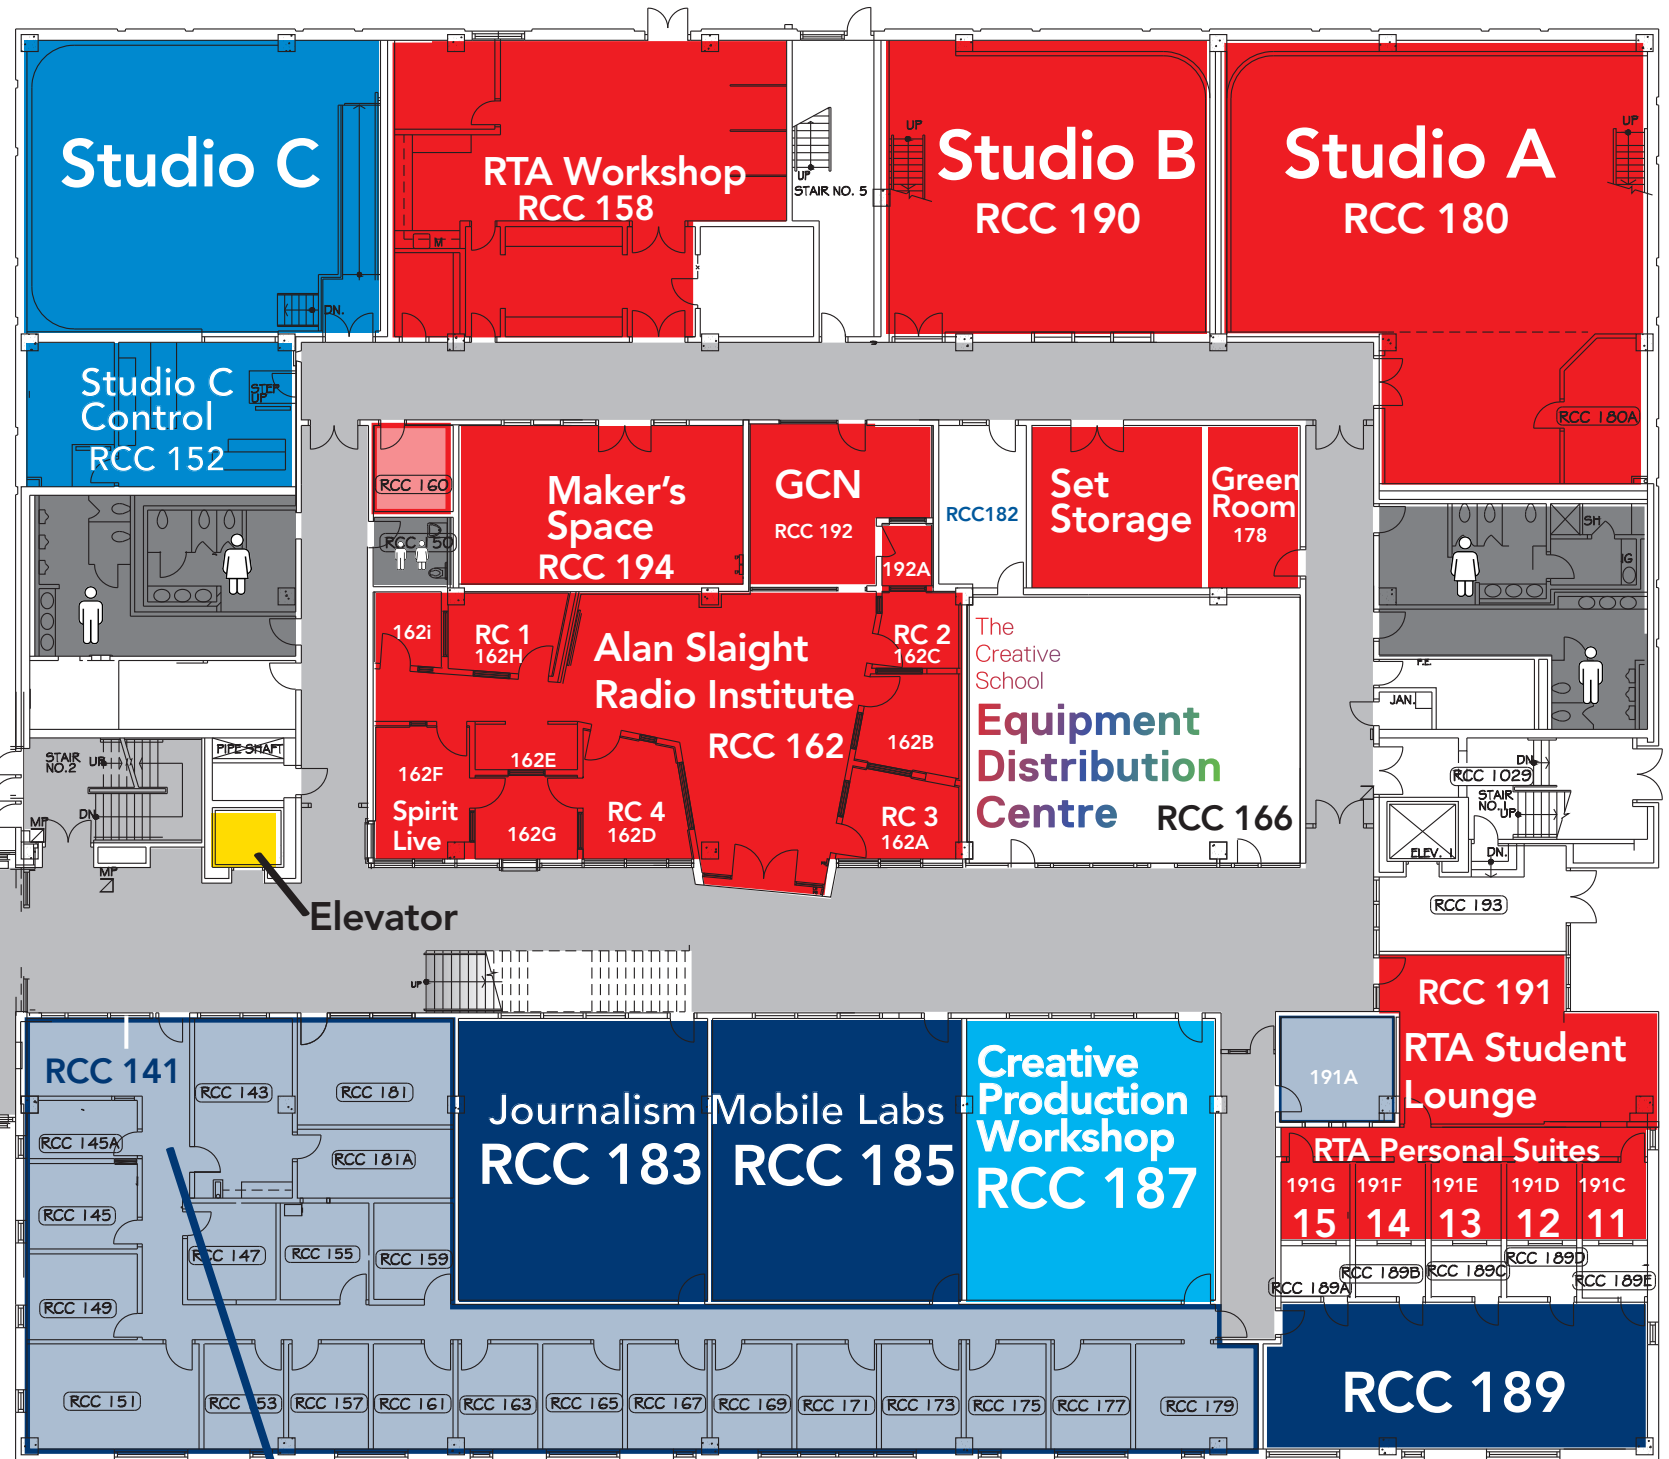 Studio C
RTA Workshop
RCC 158
M
UP
STAIR NO. 5
UP
Studio B
RCC 190
UP
Studio A
RCC 180
DN.
Studio C
Control
RCC 152
STEP
UP
RCC 180A
RCC 160
Maker's
Space
RCC 194
GCN
RCC 192
192A
RCC182
Set
Storage
Green
Room
178
SH
162i
RC 1
162H
Alan Slaight
Radio Institute
RCC 162
RC 2
162C
162B
162F
162E
Spirit
Live
162G
RC 4
162D
RC 3
162A
The
Creative
School
Equipment
Distribution
Centre
RCC 166
JAN.
STAIR
NO.2
UP
DN.
PIPE SHAFT
MP
MP
DN.
RCC 1029
STAIR
NO.1
UP
ELEV. 1
DN.
RCC 193
Elevator
UP
RCC 191
RTA Student
Lounge
191A
RCC 141
RCC 143
RCC 181
RCC 145A
RCC 181A
RCC 145
RCC 147
RCC 155
RCC 159
RCC 149
Journalism Mobile Labs
RCC 183
RCC 185
Creative
Production
Workshop
RCC 187
RTA Personal Suites
191G
191F
191E
191D
191C
15
14
13
12
11
RCC 189A
RCC 189B
RCC 189C
RCC 189D
RCC 189E
RCC 151
RCC 157
RCC 161
RCC 163
RCC 165
RCC 167
RCC 169
RCC 171
RCC 173
RCC 175
RCC 177
RCC 179
RCC 189